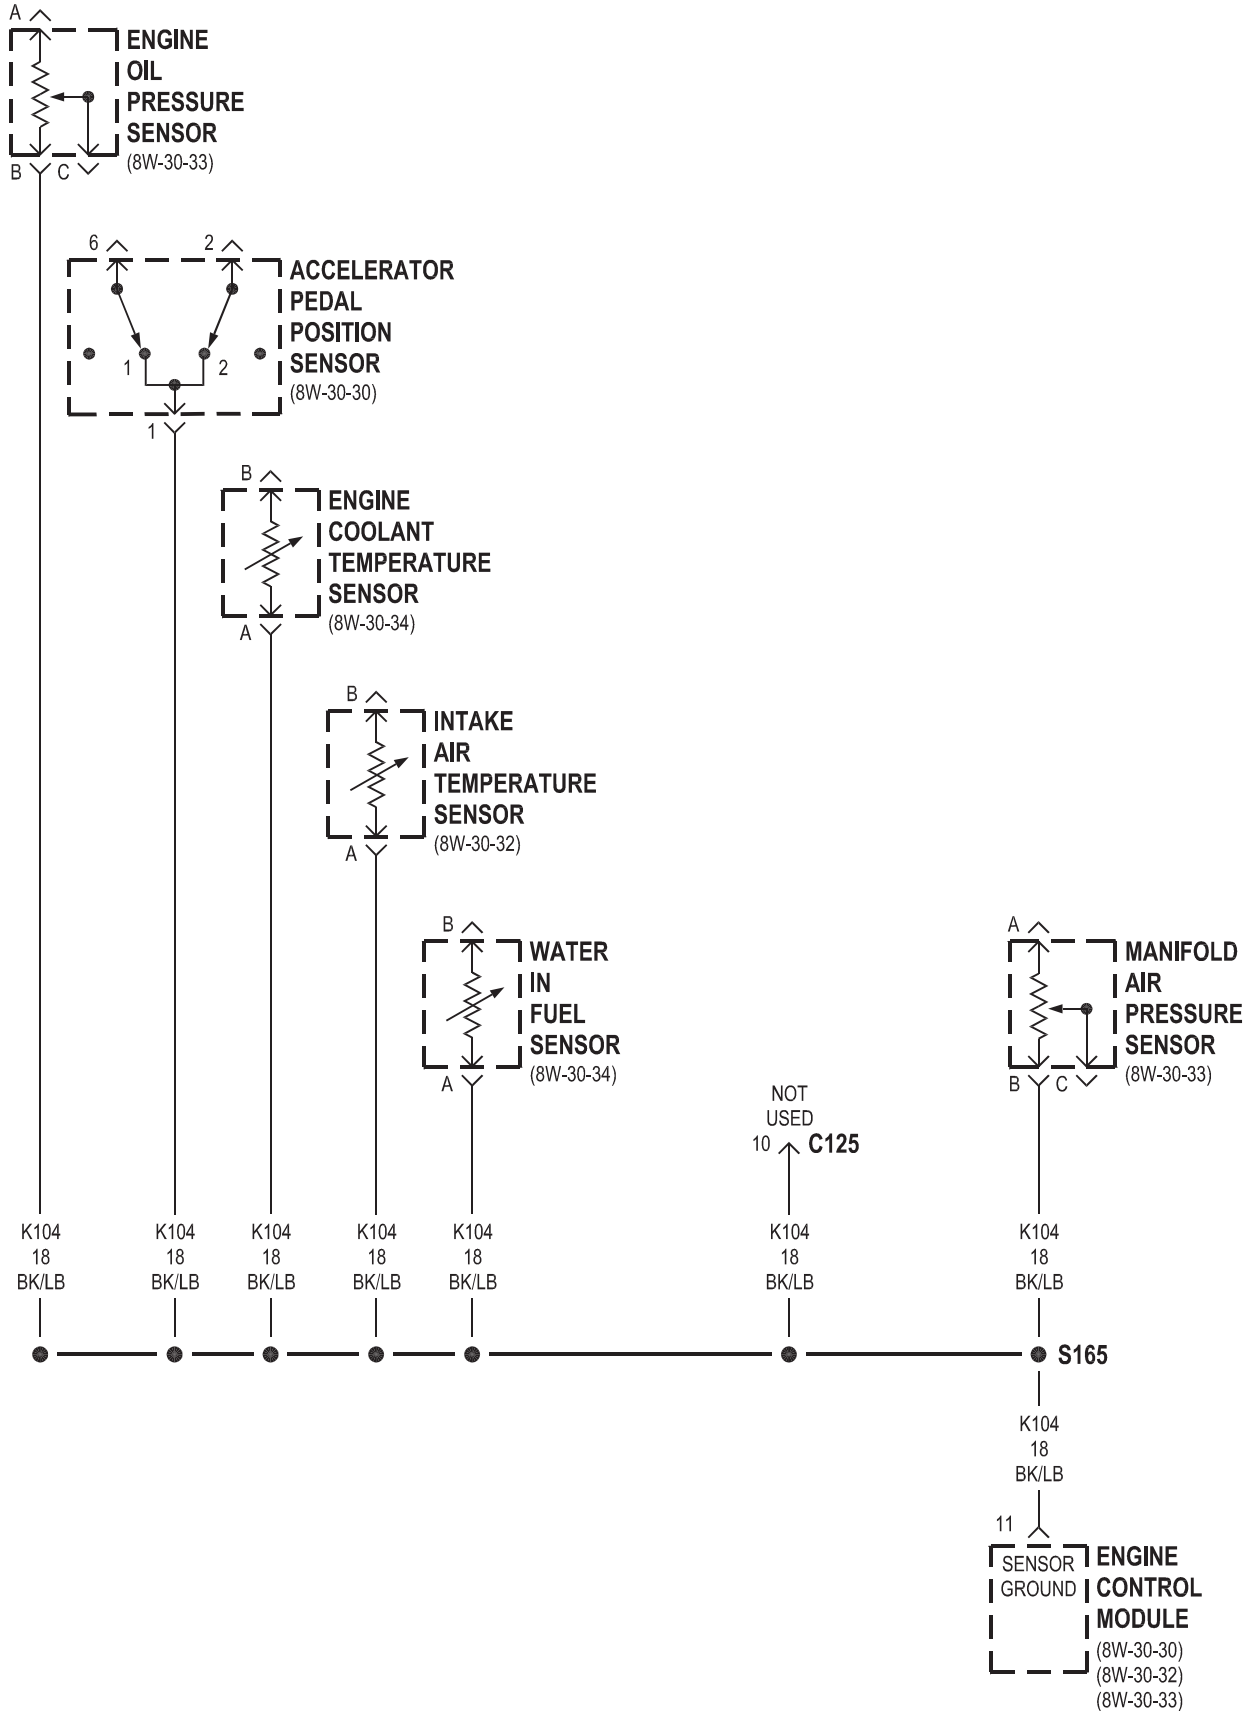 A
ENGINE
OIL
PRESSURE
SENSOR
(8W-30-33)
B
C
6
2
ACCELERATOR
PEDAL
POSITION
SENSOR
(8W-30-30)
1
2
1
B
ENGINE
COOLANT
TEMPERATURE
SENSOR
(8W-30-34)
A
B
INTAKE
AIR
TEMPERATURE
SENSOR
(8W-30-32)
A
B
WATER
IN
FUEL
SENSOR
(8W-30-34)
A
NOT
USED
10
C125
A
MANIFOLD
AIR
PRESSURE
SENSOR
(8W-30-33)
B
C
K104
18
BK/LB
K104
18
BK/LB
K104
18
BK/LB
K104
18
BK/LB
K104
18
BK/LB
K104
18
BK/LB
K104
18
BK/LB
S165
K104
18
BK/LB
11
SENSOR
GROUND
ENGINE
CONTROL
MODULE
(8W-30-30)
(8W-30-32)
(8W-30-33)